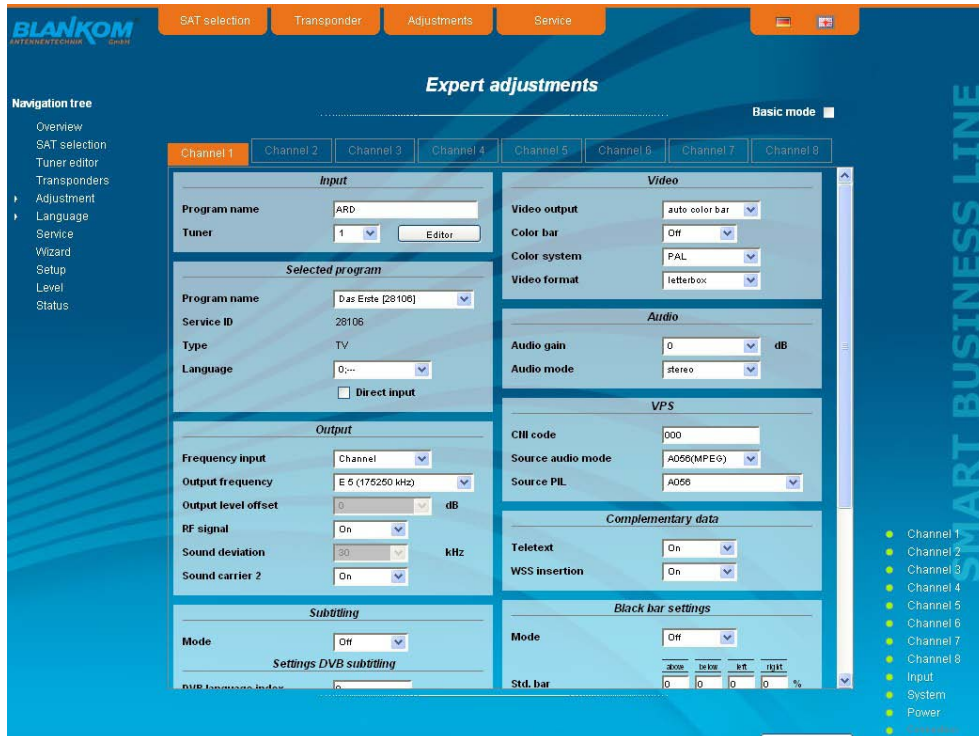 BLANKOM
ANTENNENTECHNIK GmbH
SAT selection
Transponder
Adjustments
Service
Expert adjustments
Basic mode
Navigation tree
Overview
SAT selection
Tuner editor
Transponders
Adjustment
Language
Service
Wizard
Setup
Level
Status
Channel 1
Channel 2
Channel 3
Channel 4
Channel 5
Channel 6
Channel 7
Channel 8
Input
Program name ARD
Tuner 1 Editor
Selected program
Program name Das Erste [28106]
Service ID 28106
Type TV
Language 0;---
Direct input
Output
Frequency input Channel
Output frequency E 5 (175250 kHz)
Output level offset 0 dB
RF signal On
Sound deviation 30 kHz
Sound carrier 2 On
Subtitling
Mode Off
Settings DVB subtitling
DVB language index 0
Video
Video output auto color bar
Color bar Off
Color system PAL
Video format letterbox
Audio
Audio gain 0 dB
Audio mode stereo
VPS
CNI code 000
Source audio mode A056(MPEG)
Source PIL A056
Complementary data
Teletext On
WSS insertion On
Black bar settings
Mode Off
above below left right
Std. bar 0 0 0 0 %
SMART BUSINESS LINE
Channel 1
Channel 2
Channel 3
Channel 4
Channel 5
Channel 6
Channel 7
Channel 8
Input
System
Power